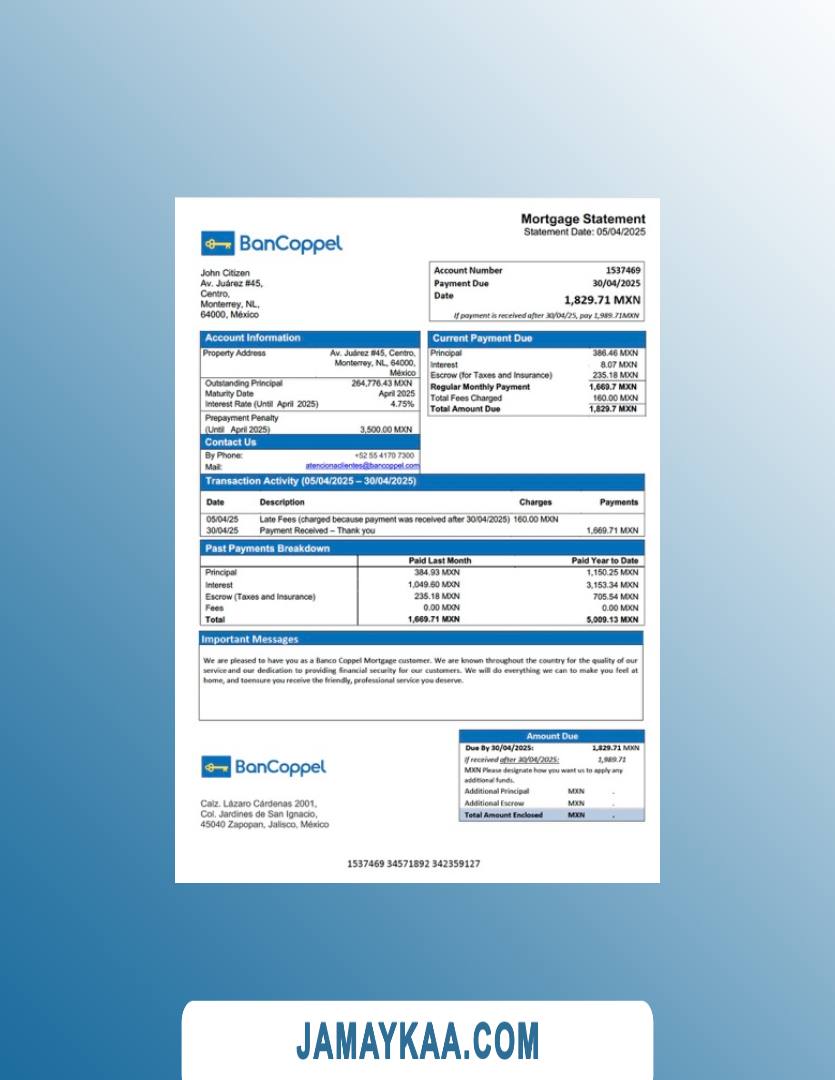 Mortgage Statement
Statement Date: 05/04/2025
BanCoppel
John Citizen
Av. Juárez #45,
Centro,
Monterrey, NL,
64000, México
Account Number 1537469
Payment Due 30/04/2025
Date
1,829.71 MXN
If payment is received after 30/04/25, pay 1,989.71MXN
Account Information
Property Address Av. Juárez #45, Centro,
Monterrey, NL, 64000,
México
Outstanding Principal 264,776.43 MXN
Maturity Date April 2025
Interest Rate (Until April 2025) 4.75%
Prepayment Penalty
(Until April 2025) 3,500.00 MXN
Contact Us
By Phone: +52 55 4170 7300
Mail: atencionaclientes@bancoppel.com
Current Payment Due
Principal 386.46 MXN
Interest 8.07 MXN
Escrow (for Taxes and Insurance) 235.18 MXN
Regular Monthly Payment 1,669.7 MXN
Total Fees Charged 160.00 MXN
Total Amount Due 1,829.7 MXN
Transaction Activity (05/04/2025 – 30/04/2025)
Date Description Charges Payments
05/04/25 Late Fees (charged because payment was received after 30/04/2025) 160.00 MXN
30/04/25 Payment Received – Thank you 1,669.71 MXN
Past Payments Breakdown
Paid Last Month Paid Year to Date
Principal 384.93 MXN 1,150.25 MXN
Interest 1,049.60 MXN 3,153.34 MXN
Escrow (Taxes and Insurance) 235.18 MXN 705.54 MXN
Fees 0.00 MXN 0.00 MXN
Total 1,669.71 MXN 5,009.13 MXN
Important Messages
We are pleased to have you as a Banco Coppel Mortgage customer. We are known throughout the country for the quality of our
service and our dedication to providing financial security for our customers. We will do everything we can to make you feel at
home, and toensure you receive the friendly, professional service you deserve.
Amount Due
Due By 30/04/2025: 1,829.71 MXN
If received after 30/04/2025: 1,989.71
MXN Please designate how you want us to apply any
additional funds.
Additional Principal MXN .
Additional Escrow MXN .
Total Amount Enclosed MXN .
BanCoppel
Calz. Lázaro Cárdenas 2001,
Col. Jardines de San Ignacio,
45040 Zapopan, Jalisco, México
1537469 34571892 342359127
JAMAYKAA.COM